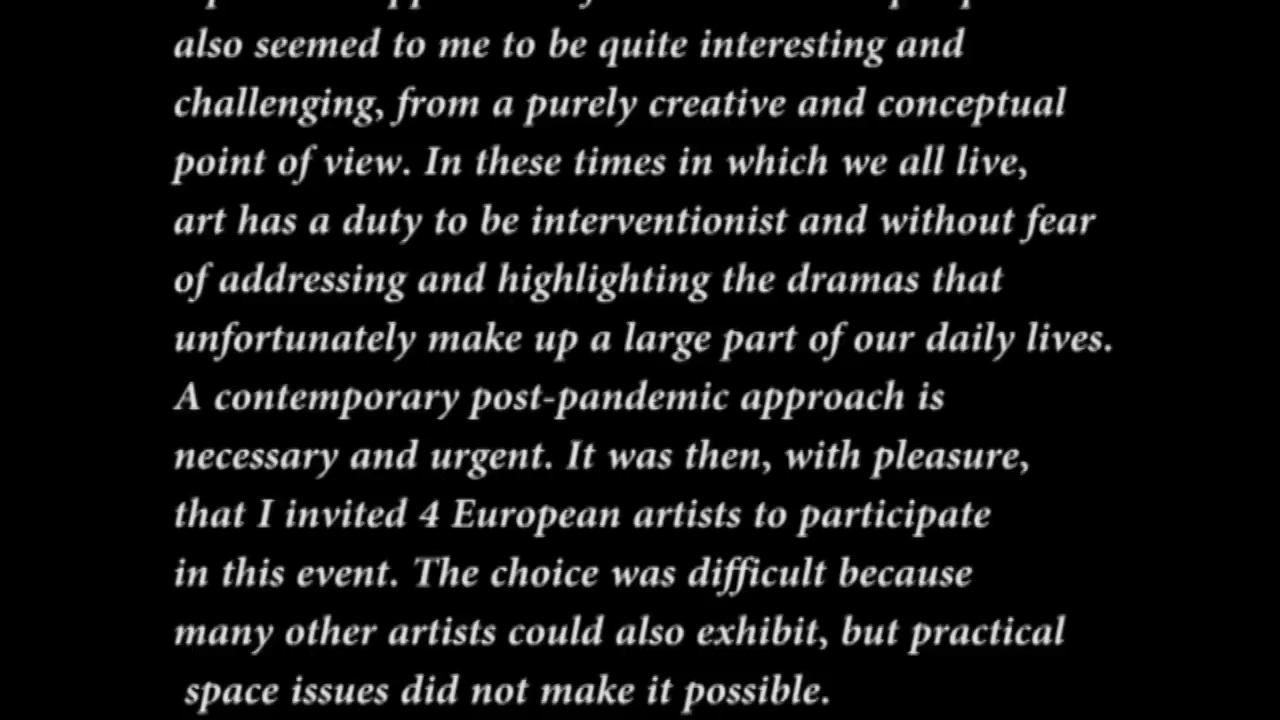 also seemed to me to be quite interesting and
challenging, from a purely creative and conceptual
point of view. In these times in which we all live,
art has a duty to be interventionist and without fear
of addressing and highlighting the dramas that
unfortunately make up a large part of our daily lives.
A contemporary post-pandemic approach is
necessary and urgent. It was then, with pleasure,
that I invited 4 European artists to participate
in this event. The choice was difficult because
many other artists could also exhibit, but practical
space issues did not make it possible.